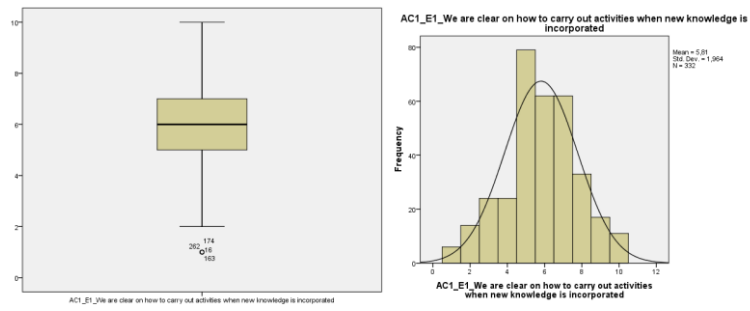 10
8
6
4
2
0
174
262
16
163
AC1_E1_We are clear on how to carry out activities when new knowledge is incorporated
AC1_E1_We are clear on how to carry out activities when new knowledge is
incorporated
Mean = 5,81
Std. Dev. = 1,964
N = 332
Frequency
80
60
40
20
0
0 2 4 6 8 10 12
AC1_E1_We are clear on how to carry out activities
when new knowledge is incorporated